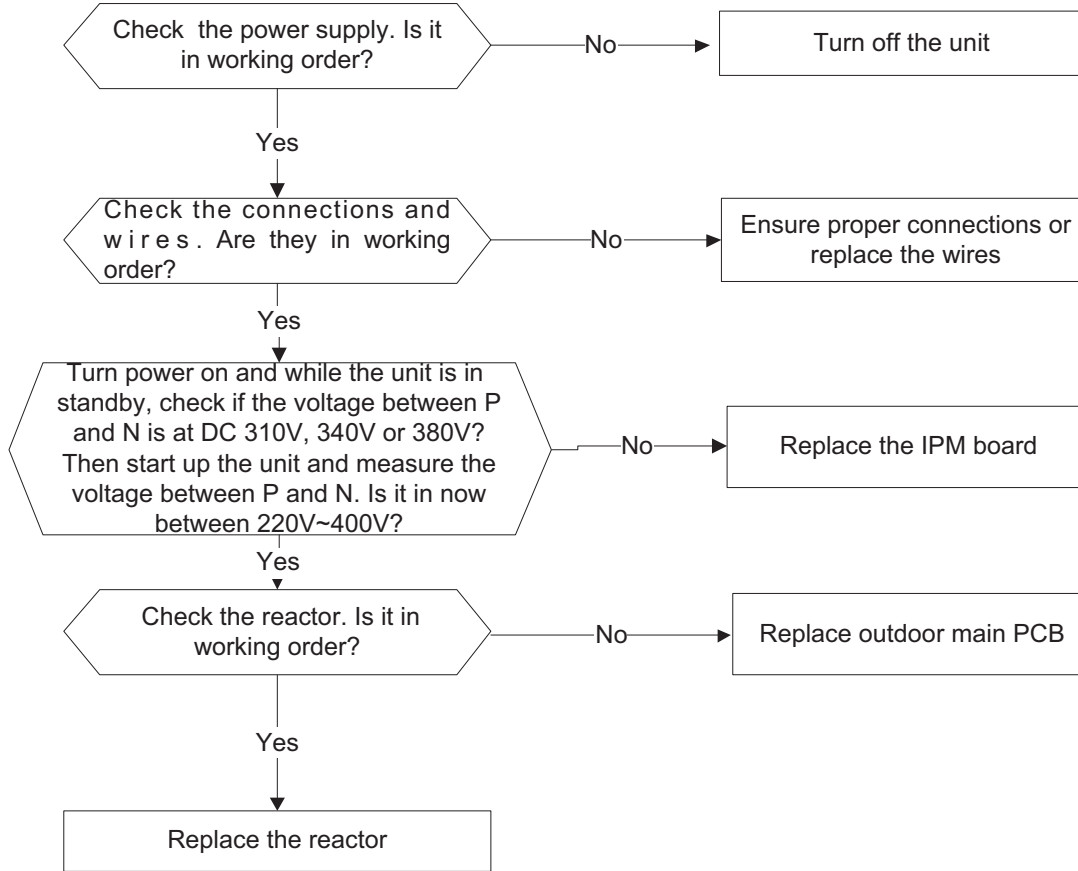 Check the power supply. Is it
in working order?
No
Turn off the unit
Yes
Check the connections and
wires. Are they in working
order?
No
Ensure proper connections or
replace the wires
Yes
Turn power on and while the unit is in
standby, check if the voltage between P
and N is at DC 310V, 340V or 380V?
Then start up the unit and measure the
voltage between P and N. Is it in now
between 220V~400V?
No
Replace the IPM board
Yes
Check the reactor. Is it in
working order?
No
Replace outdoor main PCB
Yes
Replace the reactor